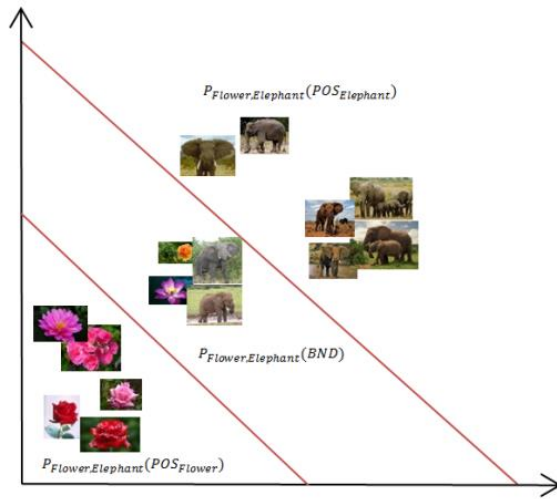 P_{Flower,Elephant}(POS_{Elephant})
P_{Flower,Elephant}(BND)
P_{Flower,Elephant}(POS_{Flower})